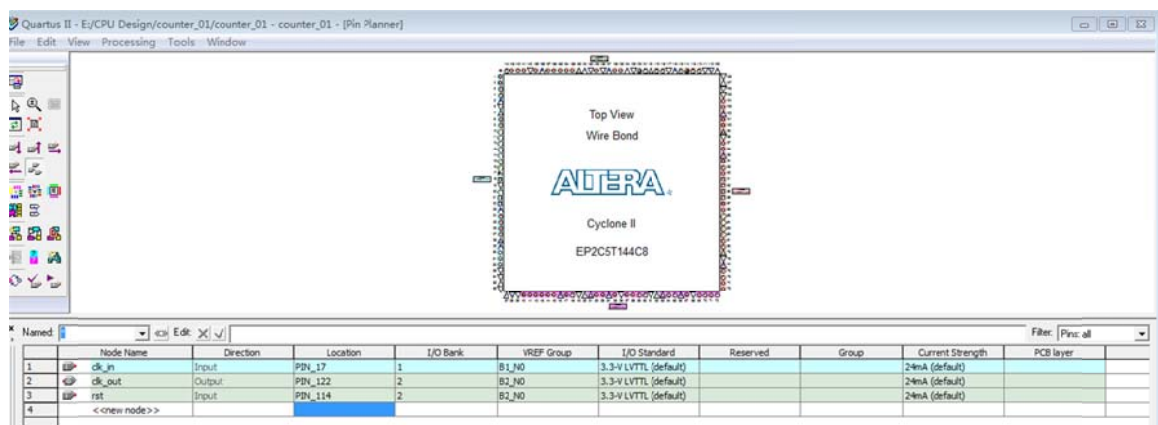 Quartus II - E:/CPU Design/counter_01/counter_01 - counter_01 - [Pin Planner]
File Edit View Processing Tools Window
Top View
Wire Bond
ALTERA
Cyclone II
EP2C5T144C8
Named: * Edit: Filter: Pins: all
Node Name Direction Location I/O Bank VREF Group I/O Standard Reserved Group Current Strength PCB layer
1 clk_in Input PIN_17 1 B1_N0 3.3-V LVTTL (default) 24mA (default)
2 clk_out Output PIN_122 2 B2_N0 3.3-V LVTTL (default) 24mA (default)
3 rst Input PIN_114 2 B2_N0 3.3-V LVTTL (default) 24mA (default)
4 <<new node>>